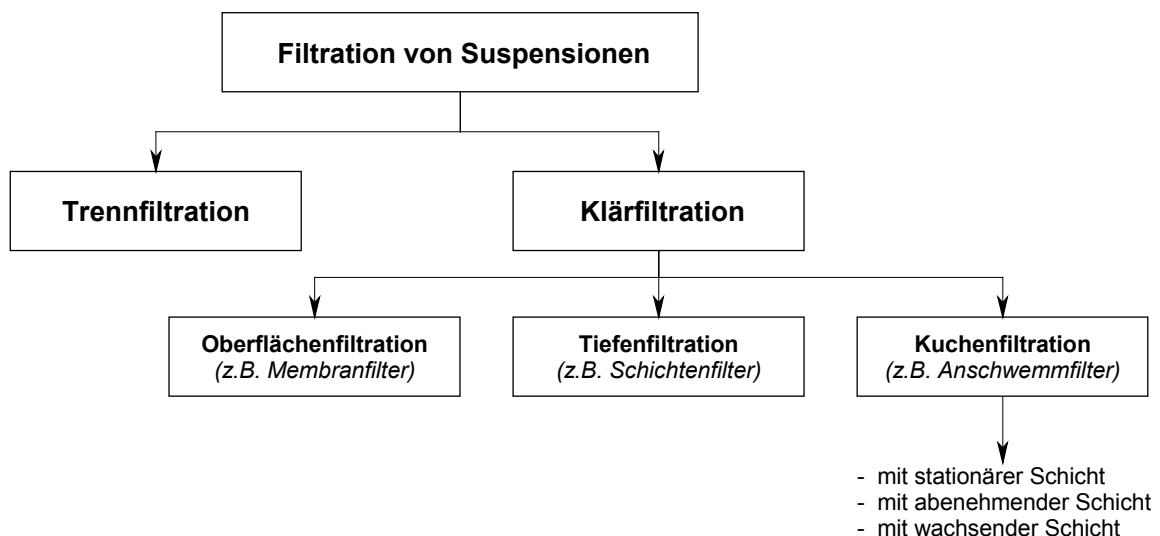 Filtration von Suspensionen
Trennfiltration
Klärfiltration
Oberflächenfiltration
(z.B. Membranfilter)
Tiefenfiltration
(z.B. Schichtenfilter)
Kuchenfiltration
(z.B. Anschwemmfilter)
- mit stationärer Schicht
- mit abenehmender Schicht
- mit wachsender Schicht